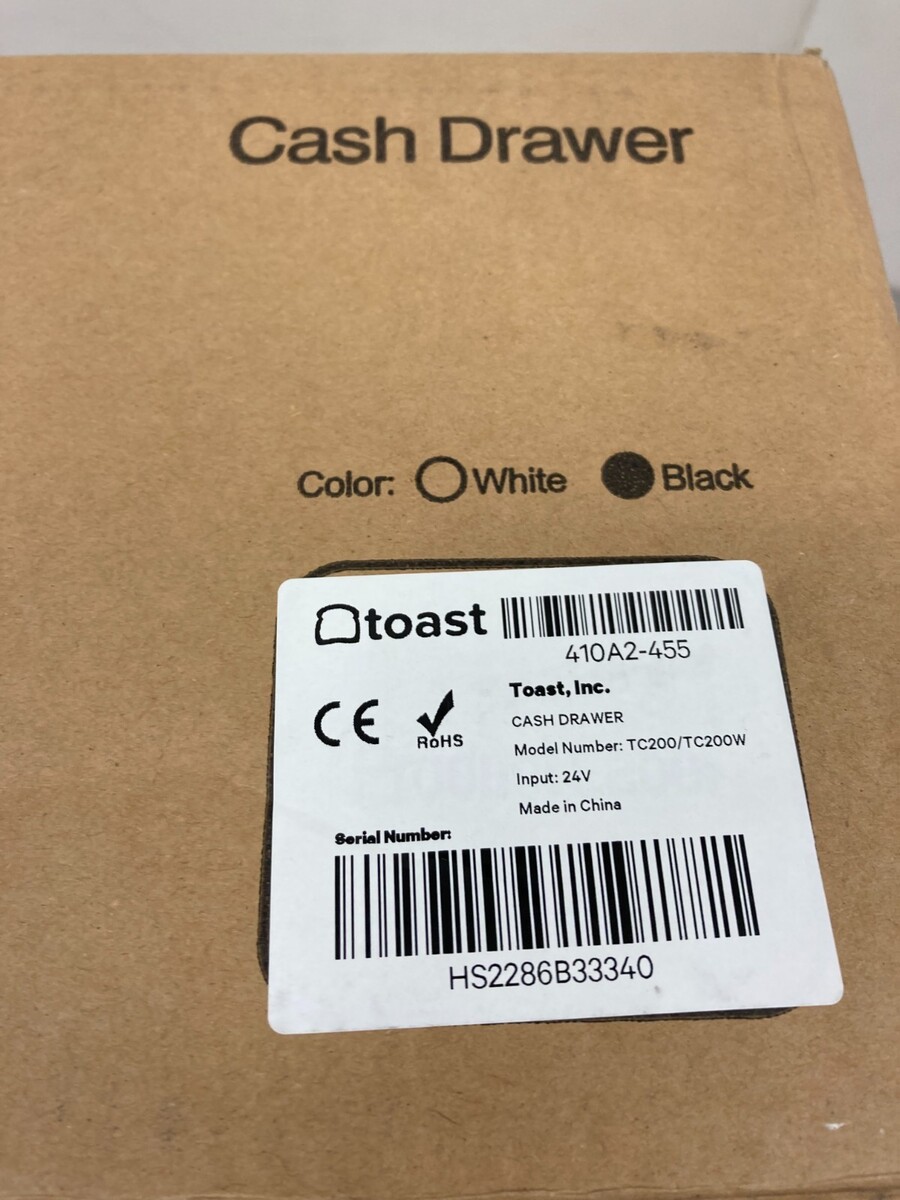 Cash Drawer
Color: White Black
toast
410A2-455
CE
RoHS
Toast, Inc.
CASH DRAWER
Model Number: TC200/TC200W
Input: 24V
Made in China
Serial Number:
HS2286B33340